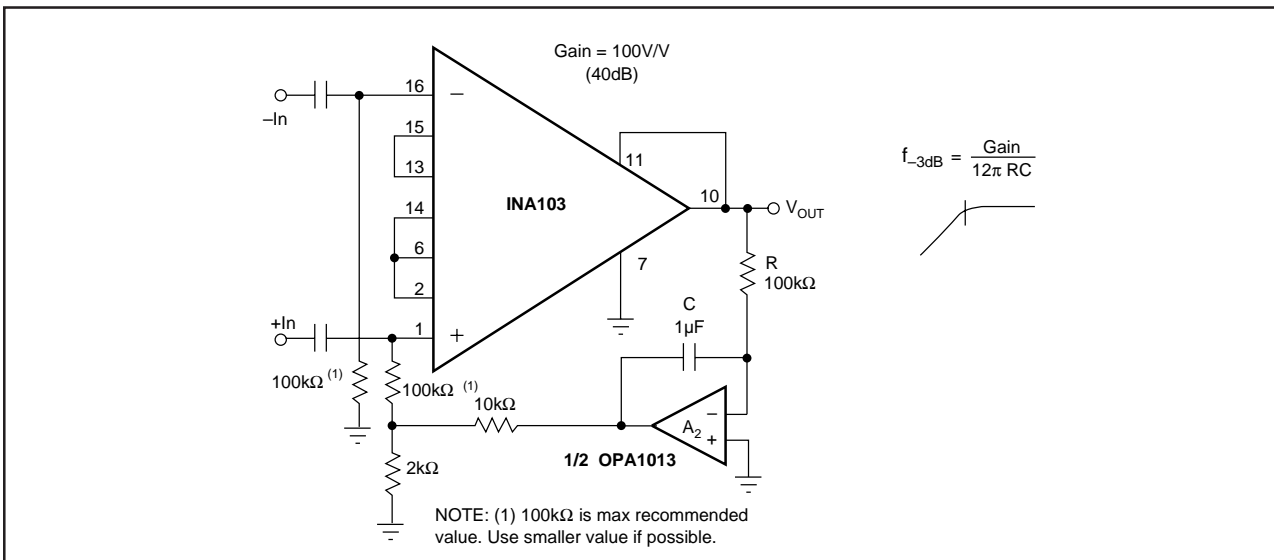 Gain = 100V/V
(40dB)
–In
16
–
15
13
14
6
2
1
+
+In
INA103
11
10
7
V_OUT
f_–3dB = Gain / 12π RC
R
100kΩ
C
1µF
100kΩ (1)
100kΩ (1)
10kΩ
2kΩ
A₂
–
+
1/2 OPA1013
NOTE: (1) 100kΩ is max recommended
value. Use smaller value if possible.